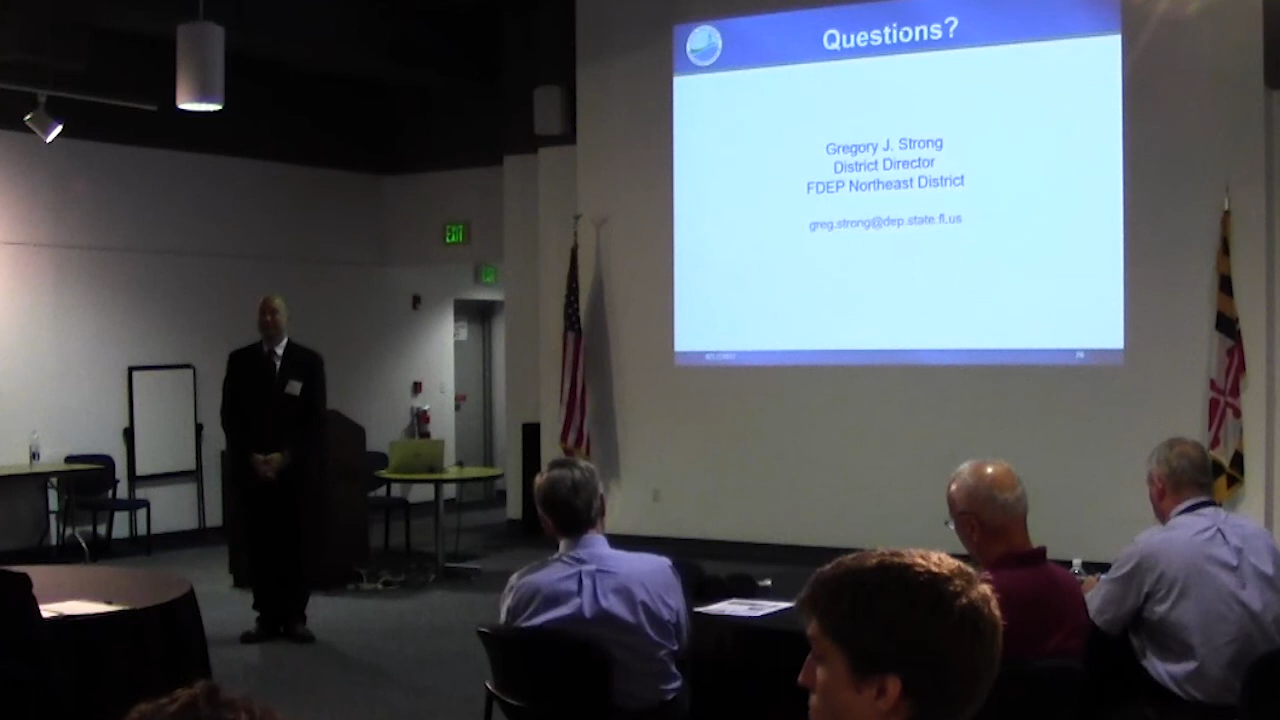 Questions?
Gregory J. Strong
District Director
FDEP Northeast District
greg.strong@dep.state.fl.us
EXIT